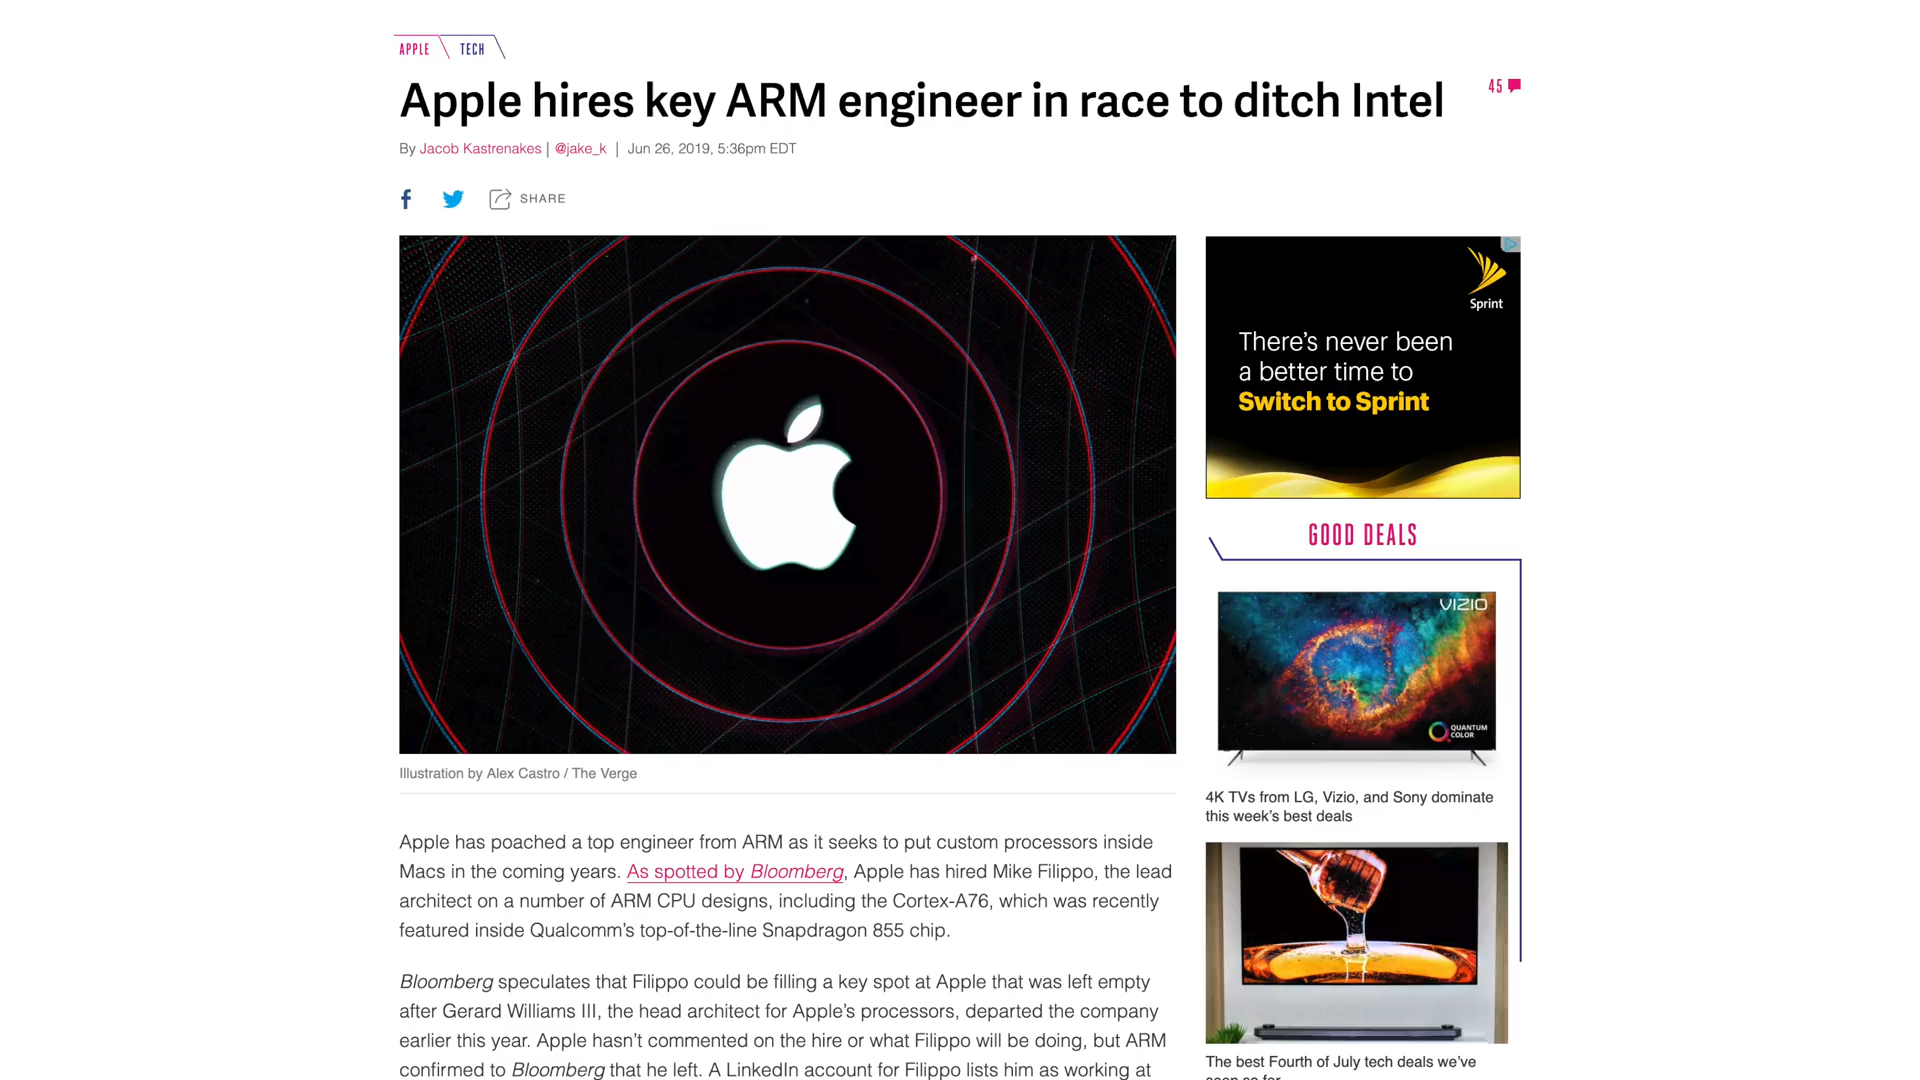 APPLE TECH
Apple hires key ARM engineer in race to ditch Intel
45
By Jacob Kastrenakes | @jake_k | Jun 26, 2019, 5:36pm EDT
SHARE
Sprint
There's never been
a better time to
Switch to Sprint
GOOD DEALS
VIZIO
QUANTUM
COLOR
4K TVs from LG, Vizio, and Sony dominate
this week's best deals
The best Fourth of July tech deals we've
Illustration by Alex Castro / The Verge
Apple has poached a top engineer from ARM as it seeks to put custom processors inside
Macs in the coming years. As spotted by Bloomberg, Apple has hired Mike Filippo, the lead
architect on a number of ARM CPU designs, including the Cortex-A76, which was recently
featured inside Qualcomm's top-of-the-line Snapdragon 855 chip.
Bloomberg speculates that Filippo could be filling a key spot at Apple that was left empty
after Gerard Williams III, the head architect for Apple's processors, departed the company
earlier this year. Apple hasn't commented on the hire or what Filippo will be doing, but ARM
confirmed to Bloomberg that he left. A LinkedIn account for Filippo lists him as working at